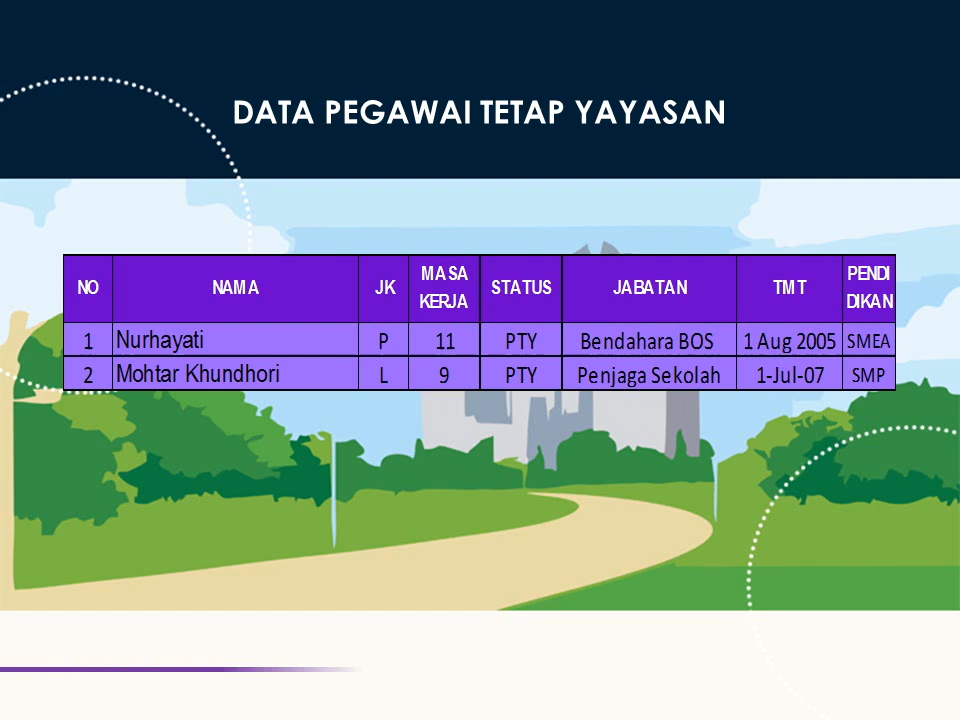 DATA PEGAWAI TETAP YAYASAN
NO NAMA JK MASA KERJA STATUS JABATAN TMT PENDI DIKAN
1 Nurhayati P 11 PTY Bendahara BOS 1 Aug 2005 SMEA
2 Mohtar Khundhori L 9 PTY Penjaga Sekolah 1-Jul-07 SMP